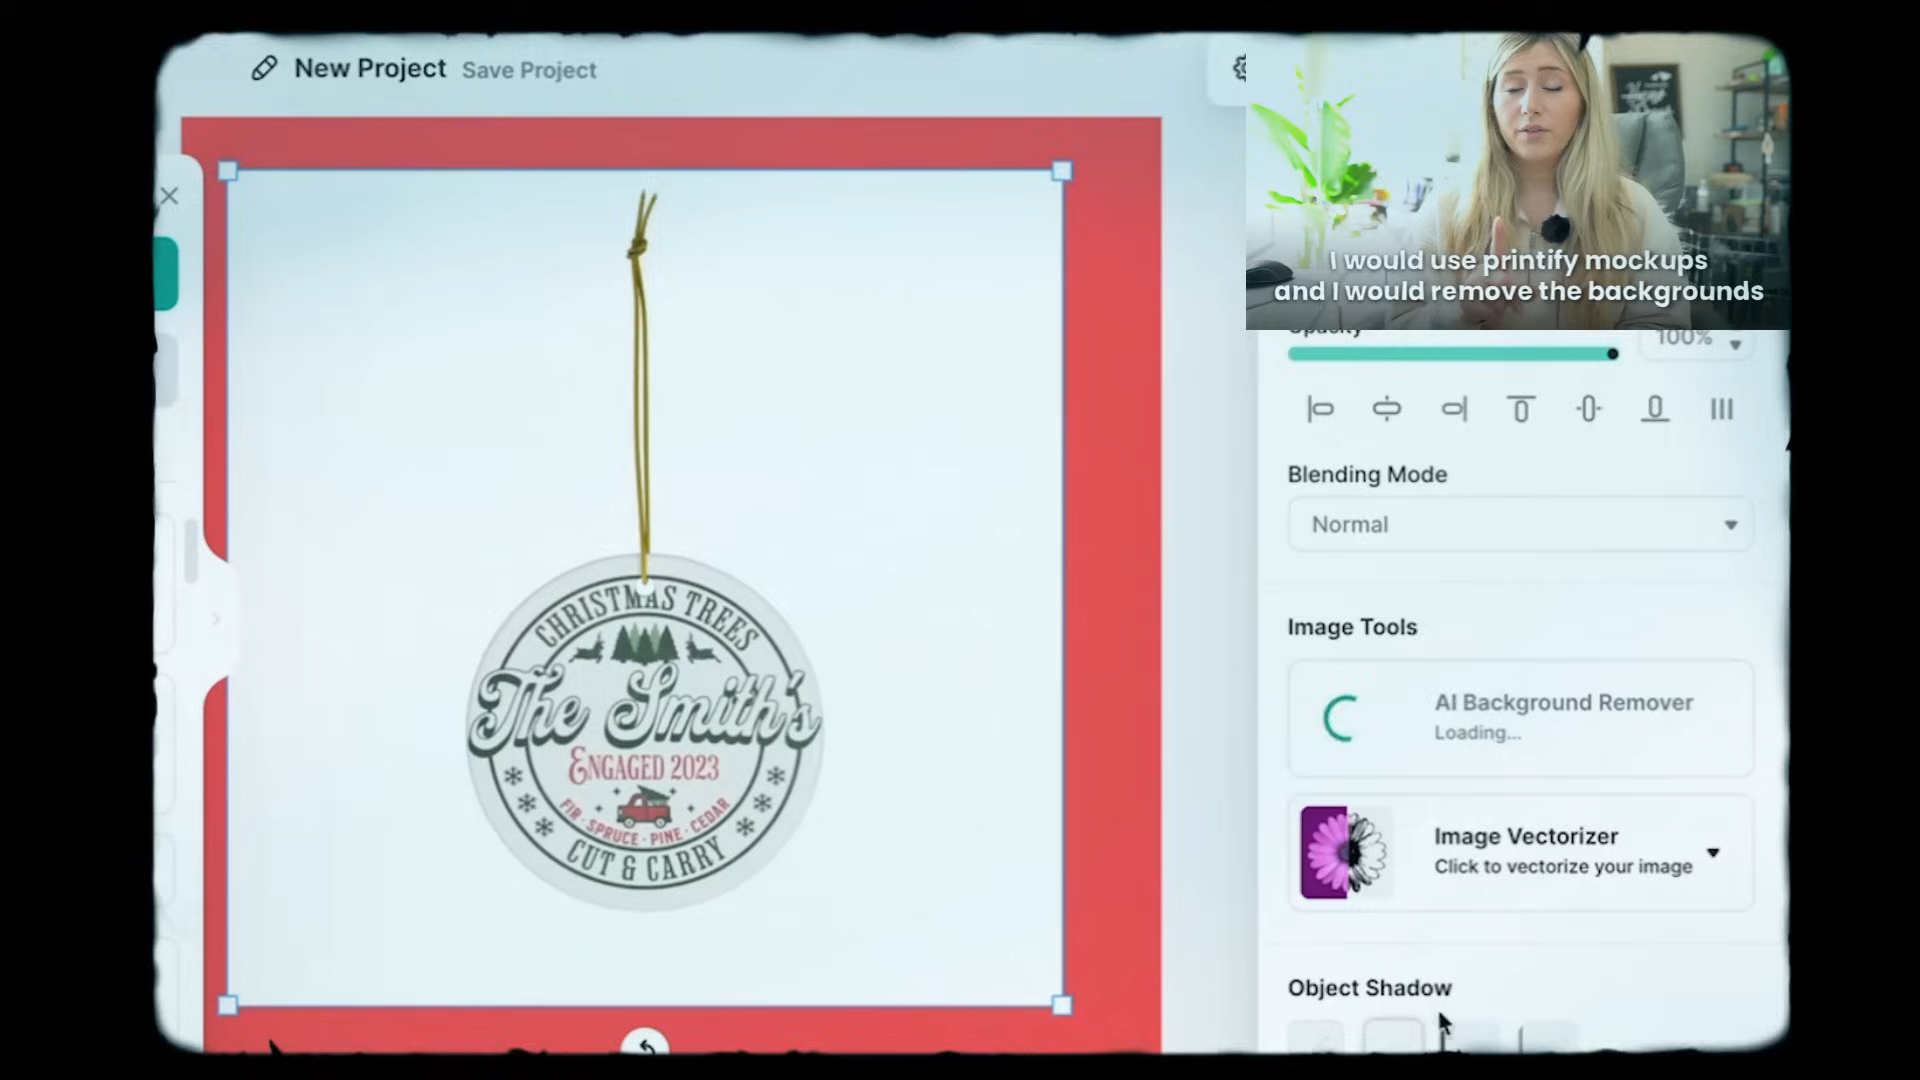 New Project Save Project
I would use printify mockups
and I would remove the backgrounds
Opacity
100%
Blending Mode
Normal
Image Tools
AI Background Remover
Loading...
Image Vectorizer
Click to vectorize your image
Object Shadow
CHRISTMAS TREES
The Smith's
ENGAGED 2023
FIR · SPRUCE · PINE · CEDAR
CUT & CARRY